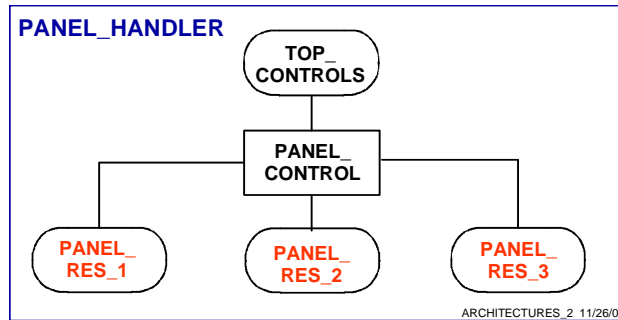 PANEL_HANDLER
TOP_
CONTROLS
PANEL_
CONTROL
PANEL_
RES_1
PANEL_
RES_2
PANEL_
RES_3
ARCHITECTURES_2 11/26/0